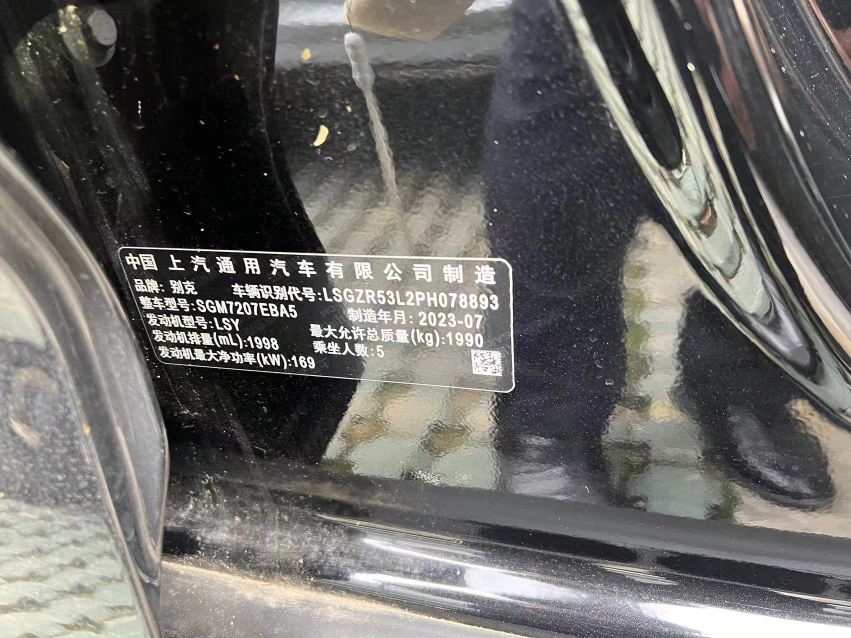 中国 上汽通用汽车有限公司制造
品牌: 别克 车辆识别代号:LSGZR53L2PH078893
整车型号:SGM7207EBA5 制造年月: 2023-07
发动机型号:LSY 最大允许总质量(kg):1990
发动机排量(mL):1998 乘坐人数:5
发动机最大净功率(kW):169